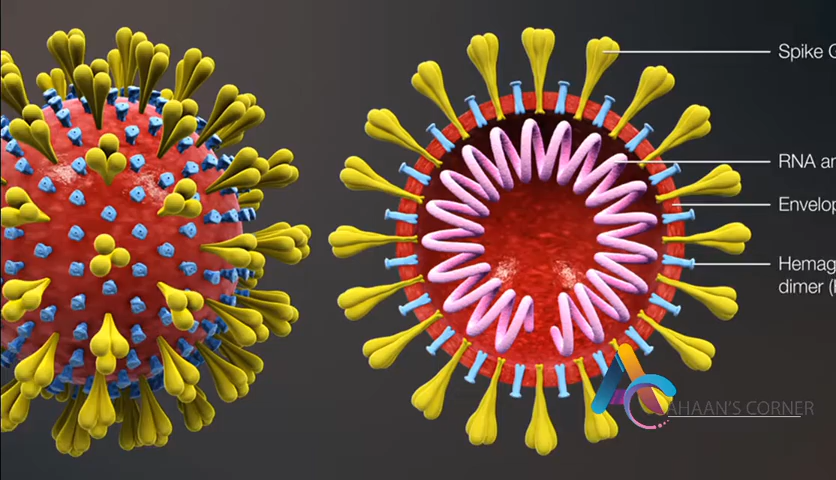 Spike G
RNA an
Envelop
Hemag
dimer (
AHAAN'S CORNER